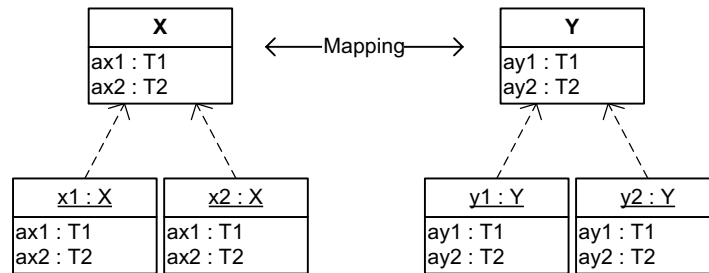 X
ax1 : T1
ax2 : T2
Mapping
Y
ay1 : T1
ay2 : T2
x1 : X
ax1 : T1
ax2 : T2
x2 : X
ax1 : T1
ax2 : T2
y1 : Y
ay1 : T1
ay2 : T2
y2 : Y
ay1 : T1
ay2 : T2